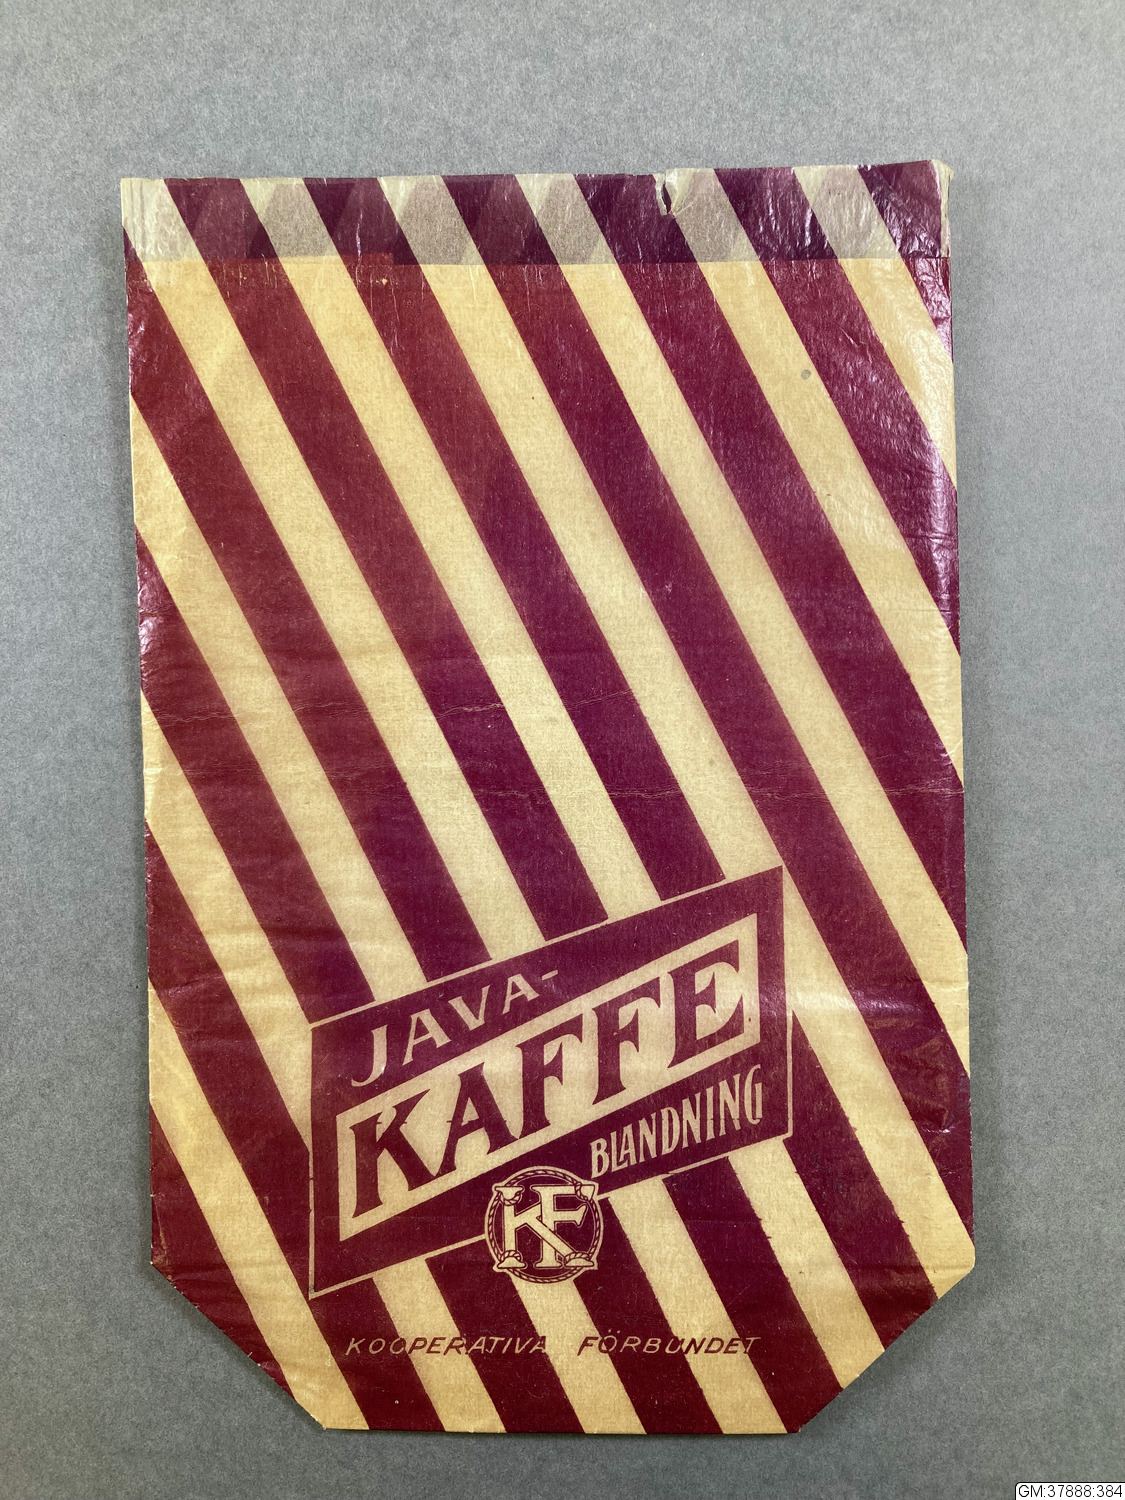 JAVA-
KAFFE
BLANDNING
KF
KOOPERATIVA FÖRBUNDET
GM:37888:384